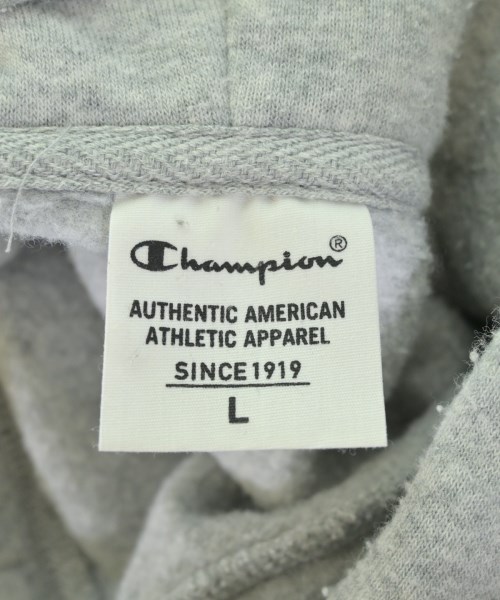 Champion®
AUTHENTIC AMERICAN
ATHLETIC APPAREL
SINCE 1919
L